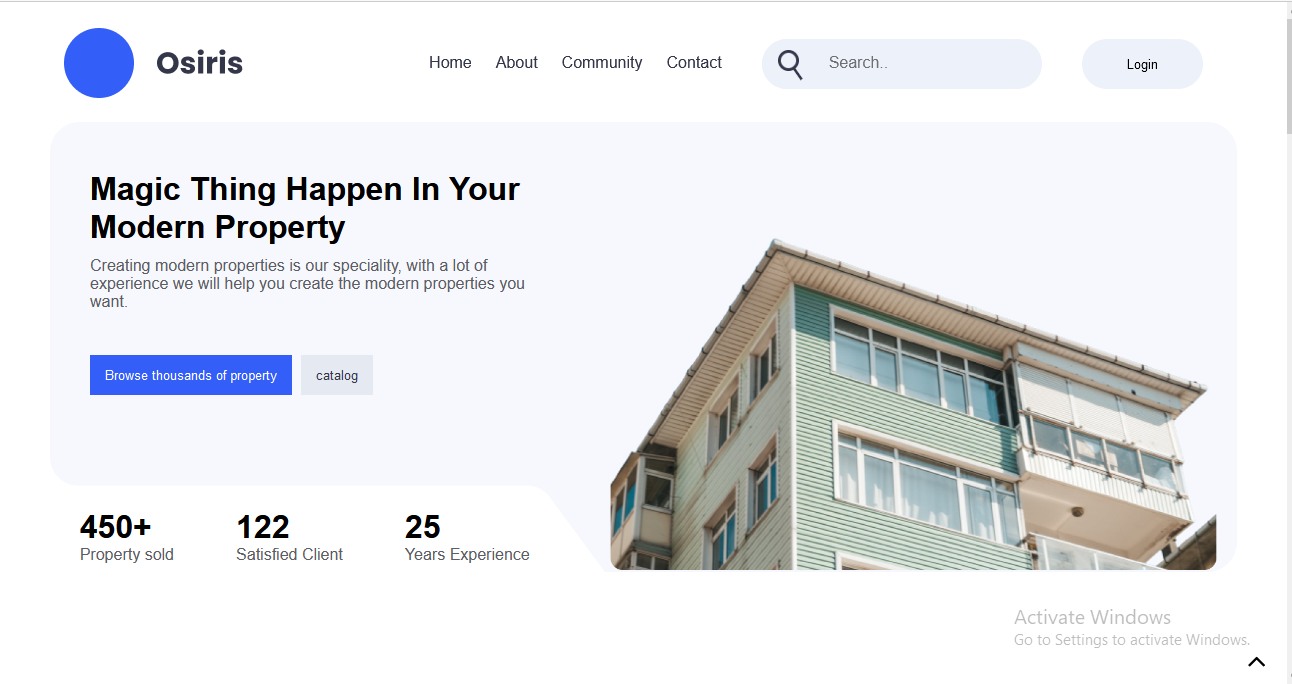 Osiris
Home About Community Contact Search.. Login
Magic Thing Happen In Your
Modern Property
Creating modern properties is our speciality, with a lot of
experience we will help you create the modern properties you
want.
Browse thousands of property catalog
450+ 122 25
Property sold Satisfied Client Years Experience
Activate Windows
Go to Settings to activate Windows.